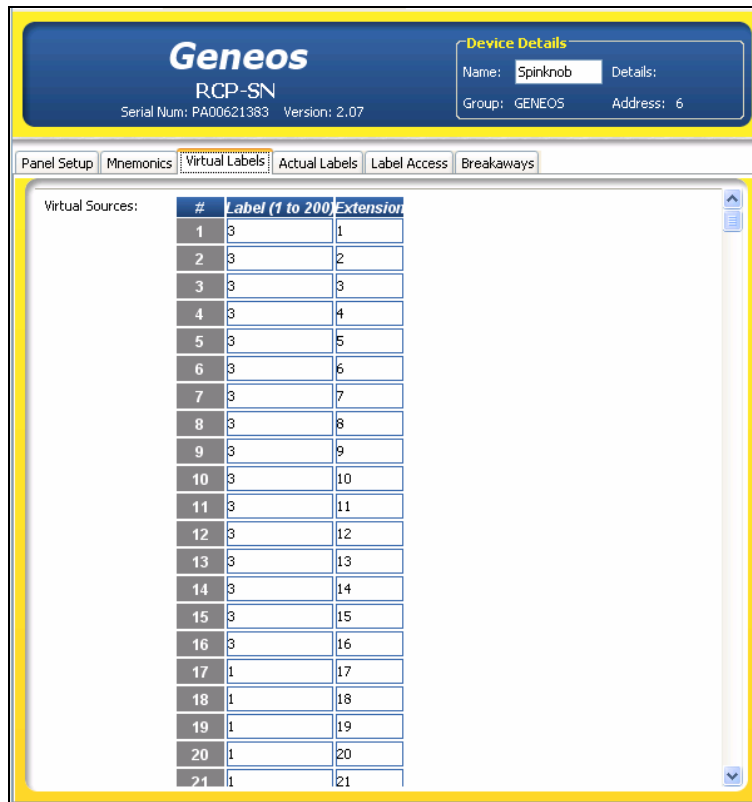 Geneos
RCP-SN
Serial Num: PA00621383 Version: 2.07
Device Details
Name: Spinknob Details:
Group: GENEOS Address: 6
Panel Setup Mnemonics Virtual Labels Actual Labels Label Access Breakaways
Virtual Sources:
# Label (1 to 200) Extension
1 3 1
2 3 2
3 3 3
4 3 4
5 3 5
6 3 6
7 3 7
8 3 8
9 3 9
10 3 10
11 3 11
12 3 12
13 3 13
14 3 14
15 3 15
16 3 16
17 1 17
18 1 18
19 1 19
20 1 20
21 1 21